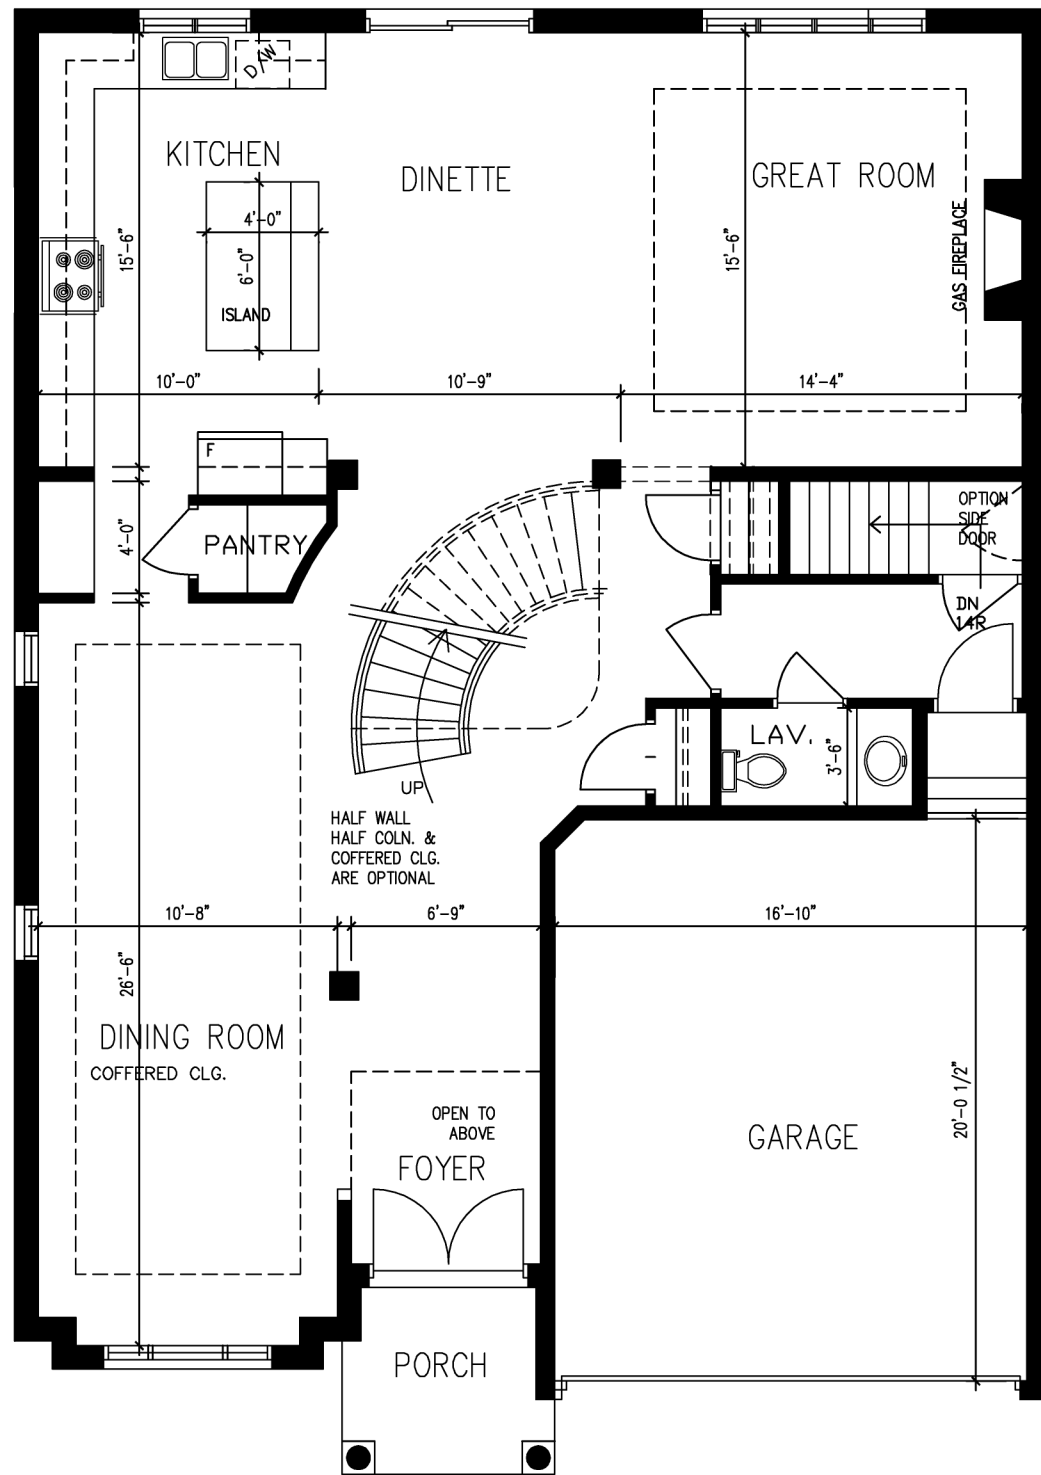 D/W
KITCHEN
DINETTE
GREAT ROOM
4'-0"
6'-0"
15'-6"
15'-6"
GAS FIREPLACE
ISLAND
10'-0"
10'-9"
14'-4"
F
4'-0"
PANTRY
OPTION
SIDE
DOOR
DN
14R
LAV.
3'-6"
UP
HALF WALL
HALF COLN. &
COFFERED CLG.
ARE OPTIONAL
10'-8"
6'-9"
16'-10"
26'-6"
DINING ROOM
COFFERED CLG.
20'-0 1/2"
OPEN TO
ABOVE
FOYER
GARAGE
PORCH